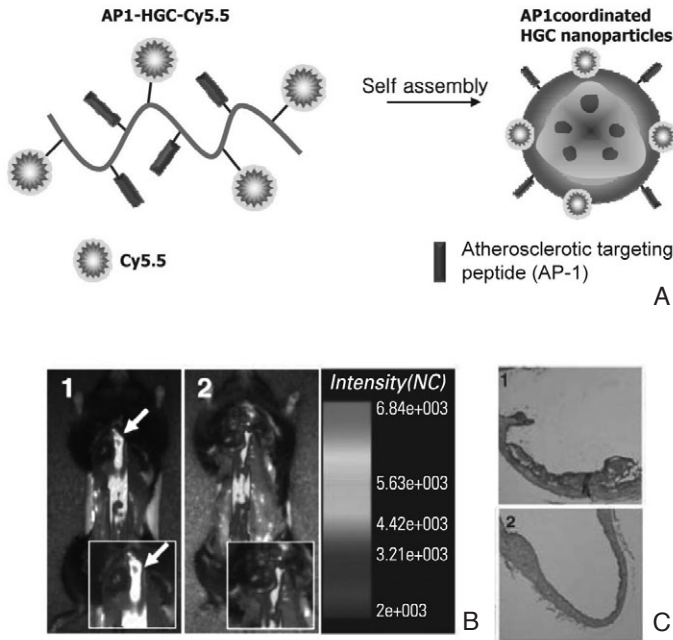 AP1-HGC-Cy5.5
AP1coordinated
HGC nanoparticles
Self assembly
Cy5.5
Atherosclerotic targeting
peptide (AP-1)
A
1
2
Intensity(NC)
6.84e+003
5.63e+003
4.42e+003
3.21e+003
2e+003
B
1
2
C